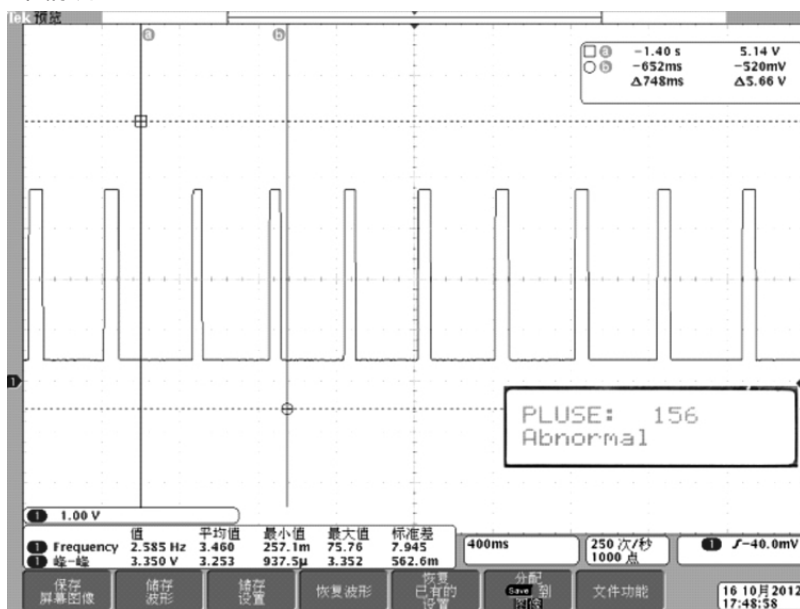 Tek 预览
a
b
a −1.40 s 5.14 V
b −652ms −520mV
Δ748ms Δ5.66 V
1
PLUSE: 156
Abnormal
1 1.00 V
值 平均值 最小值 最大值 标准差
1 Frequency 2.585 Hz 3.460 257.1m 75.76 7.945
1 峰−峰 3.350 V 3.253 937.5µ 3.352 562.6m
400ms
250 次/秒
1000 点
1 −40.0mV
保存
屏幕图像
储存
波形
储存
设置
恢复波形
恢复
已有的
设置
分配
Save 到
文件功能
16 10月 2012
17:48:58